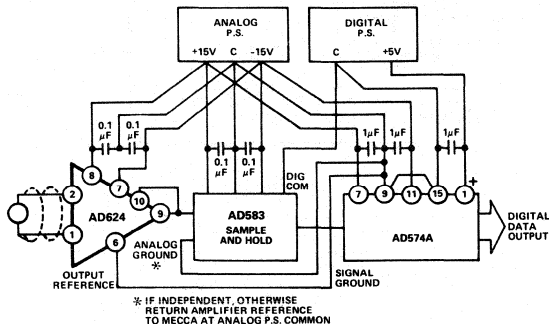 ANALOG
P.S.
DIGITAL
P.S.
+15V C -15V
C +5V
0.1
µF
0.1
µF
1µF
1µF
1µF
0.1
µF
0.1
µF
DIG
COM
8
7
10
9
2
1
6
AD624
AD583
SAMPLE
AND HOLD
7
9
11
15
1
+
AD574A
DIGITAL
DATA
OUTPUT
OUTPUT
REFERENCE
ANALOG
GROUND
*
SIGNAL
GROUND
* IF INDEPENDENT, OTHERWISE
RETURN AMPLIFIER REFERENCE
TO MECCA AT ANALOG P.S. COMMON